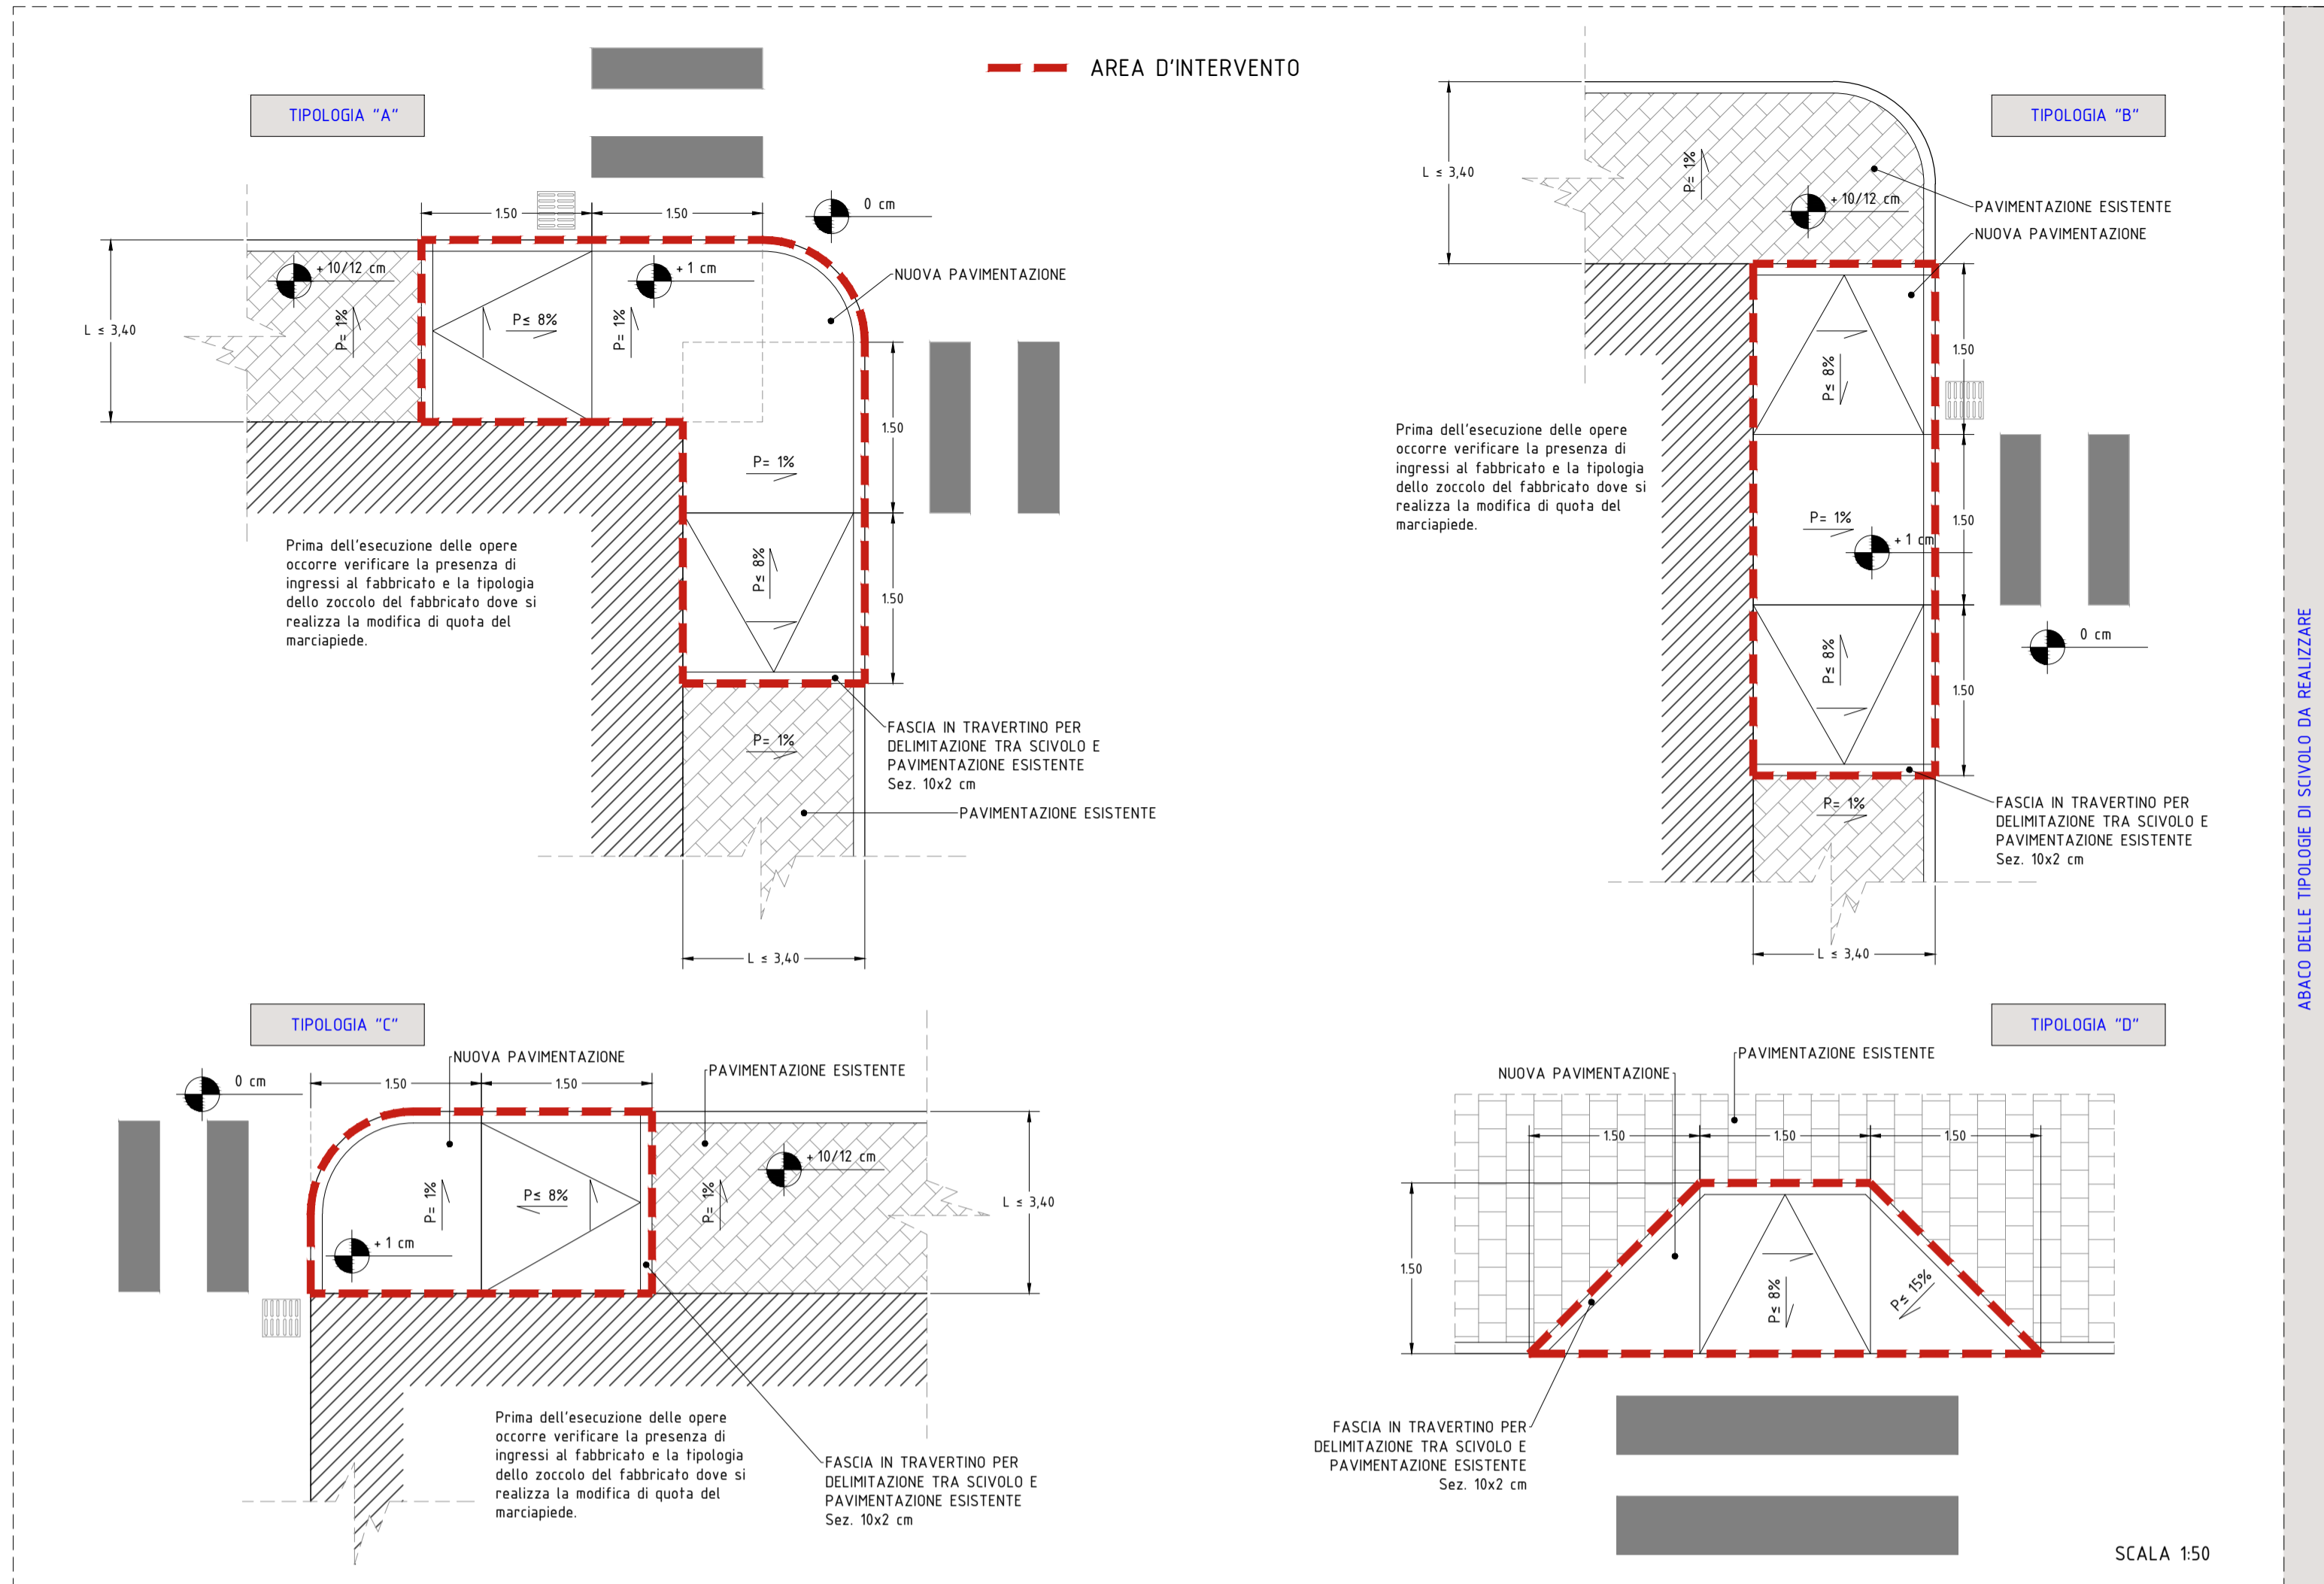 AREA D'INTERVENTO
TIPOLOGIA "A"
1.50
1.50
0 cm
+ 10/12 cm
+ 1 cm
NUOVA PAVIMENTAZIONE
L ≤ 3,40
P= 1%
P≤ 8%
P= 1%
1.50
P= 1%
P≤ 8%
1.50
Prima dell'esecuzione delle opere
occorre verificare la presenza di
ingressi al fabbricato e la tipologia
dello zoccolo del fabbricato dove si
realizza la modifica di quota del
marciapiede.
FASCIA IN TRAVERTINO PER
DELIMITAZIONE TRA SCIVOLO E
PAVIMENTAZIONE ESISTENTE
Sez. 10x2 cm
P= 1%
PAVIMENTAZIONE ESISTENTE
L ≤ 3,40
TIPOLOGIA "B"
L ≤ 3,40
P= 1%
+ 10/12 cm
PAVIMENTAZIONE ESISTENTE
NUOVA PAVIMENTAZIONE
1.50
P≤ 8%
Prima dell'esecuzione delle opere
occorre verificare la presenza di
ingressi al fabbricato e la tipologia
dello zoccolo del fabbricato dove si
realizza la modifica di quota del
marciapiede.
P= 1%
1.50
+ 1 cm
0 cm
P≤ 8%
1.50
P= 1%
FASCIA IN TRAVERTINO PER
DELIMITAZIONE TRA SCIVOLO E
PAVIMENTAZIONE ESISTENTE
Sez. 10x2 cm
L ≤ 3,40
TIPOLOGIA "C"
NUOVA PAVIMENTAZIONE
PAVIMENTAZIONE ESISTENTE
0 cm
1.50
1.50
+ 10/12 cm
P= 1%
P≤ 8%
P= 1%
L ≤ 3,40
+ 1 cm
Prima dell'esecuzione delle opere
occorre verificare la presenza di
ingressi al fabbricato e la tipologia
dello zoccolo del fabbricato dove si
realizza la modifica di quota del
marciapiede.
FASCIA IN TRAVERTINO PER
DELIMITAZIONE TRA SCIVOLO E
PAVIMENTAZIONE ESISTENTE
Sez. 10x2 cm
TIPOLOGIA "D"
PAVIMENTAZIONE ESISTENTE
NUOVA PAVIMENTAZIONE
1.50
1.50
1.50
1.50
P≤ 8%
P≤ 15%
FASCIA IN TRAVERTINO PER
DELIMITAZIONE TRA SCIVOLO E
PAVIMENTAZIONE ESISTENTE
Sez. 10x2 cm
SCALA 1:50
ABACO DELLE TIPOLOGIE DI SCIVOLO DA REALIZZARE